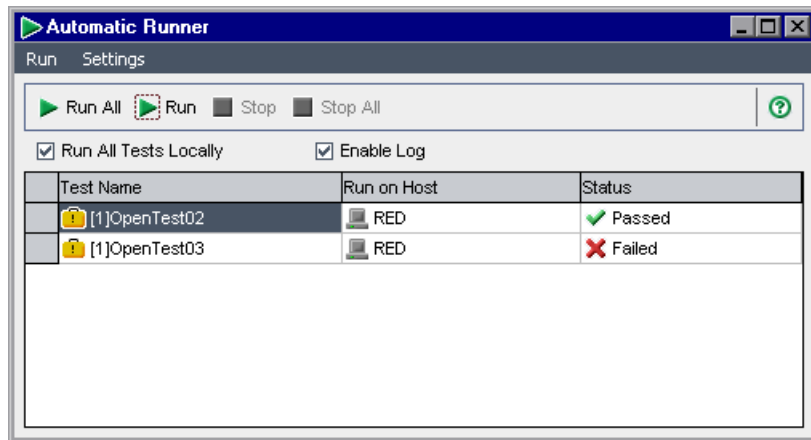 Automatic Runner
Run Settings
Run All Run Stop Stop All
Run All Tests Locally Enable Log
Test Name Run on Host Status
[1]OpenTest02 RED Passed
[1]OpenTest03 RED Failed